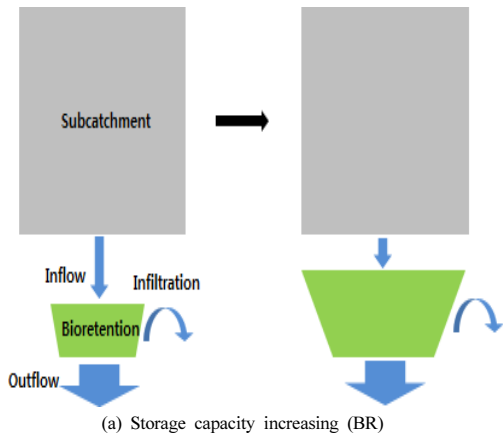 Subcatchment
Inflow
Infiltration
Bioretention
Outflow
(a) Storage capacity increasing (BR)